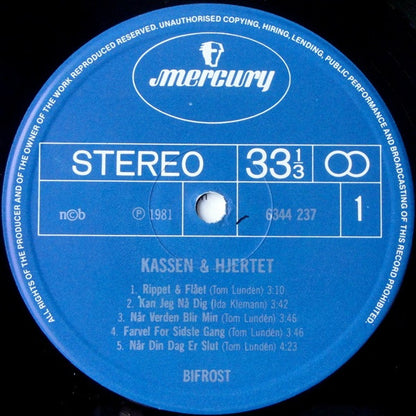 ALL RIGHTS OF THE PRODUCER AND OF THE OWNER OF THE WORK REPRODUCED RESERVED. UNAUTHORISED COPYING, HIRING, LENDING, PUBLIC PERFORMANCE AND BROADCASTING OF THIS RECORD PROHIBITED.
mercury
STEREO 33 1/3
n©b ℗ 1981 6344 237 1
KASSEN & HJERTET
1. Rippet & Flået (Tom Lundén) 3:10
2. Kan Jeg Nå Dig (Ida Klemann) 3:42
3. Når Verden Blir Min (Tom Lundén) 3:46
4. Farvel For Sidste Gang (Tom Lundén) 3:46
5. Når Din Dag Er Slut (Tom Lundén) 4:23
BIFROST